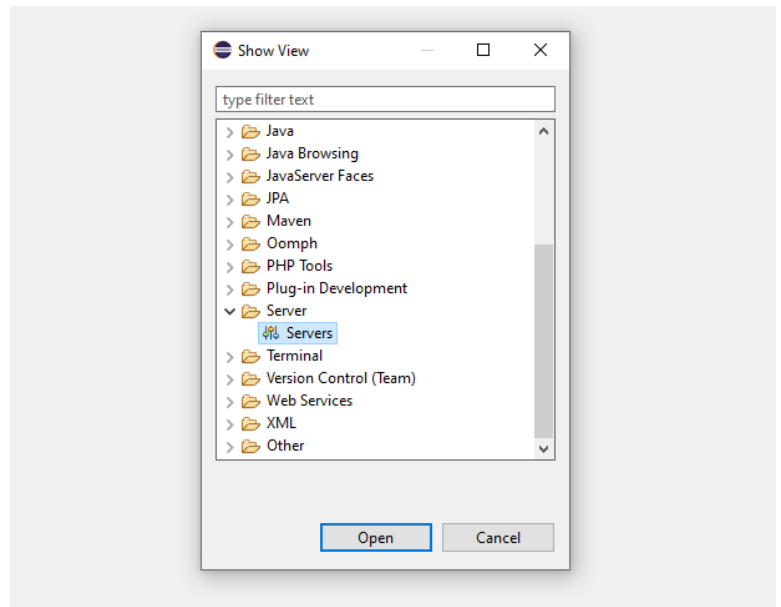 Show View
type filter text
Java
Java Browsing
JavaServer Faces
JPA
Maven
Oomph
PHP Tools
Plug-in Development
Server
Servers
Terminal
Version Control (Team)
Web Services
XML
Other
Open Cancel